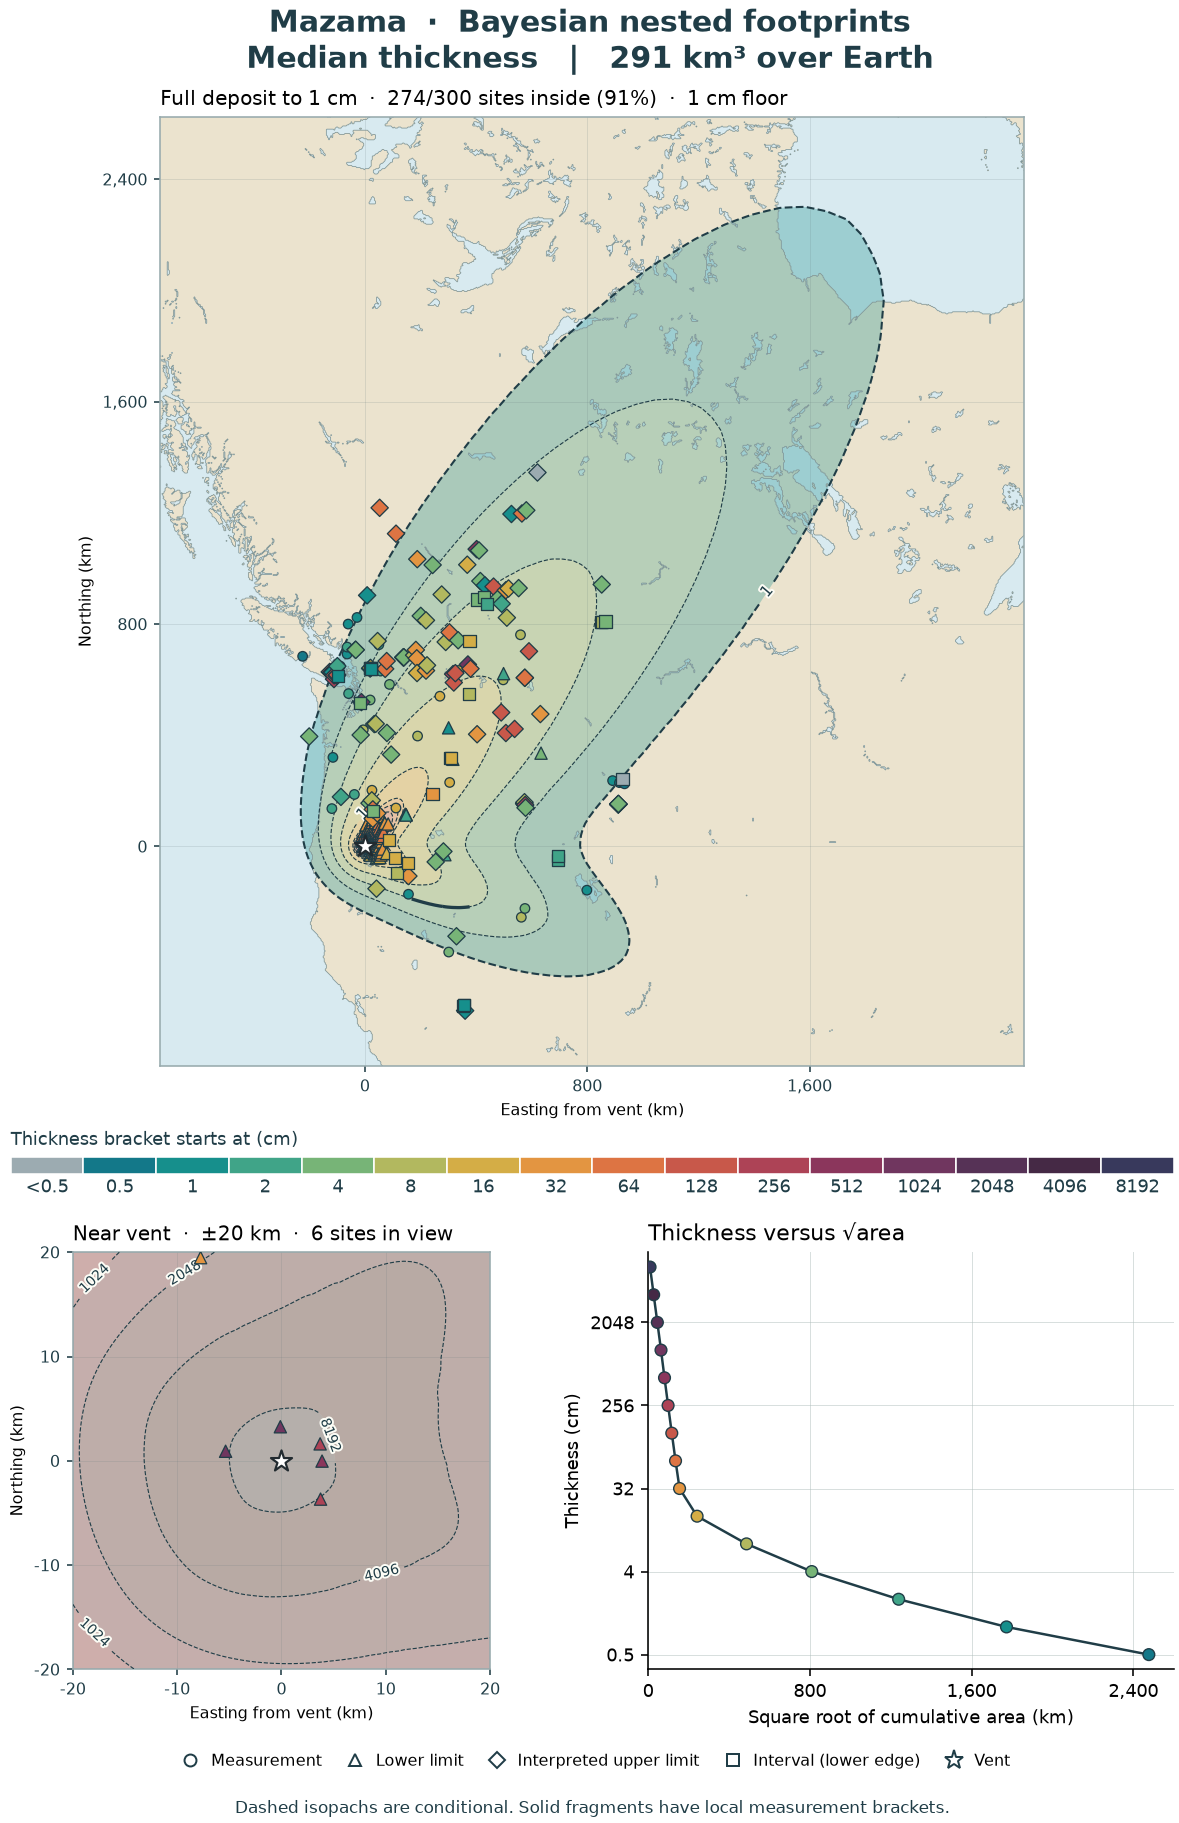 Mazama · Bayesian nested footprints
Median thickness | 291 km³ over Earth
Full deposit to 1 cm · 274/300 sites inside (91%) · 1 cm floor
2,400
1,600
800
0
Northing (km)
1
0
800
1,600
Easting from vent (km)
Thickness bracket starts at (cm)
<0.5 0.5 1 2 4 8 16 32 64 128 256 512 1024 2048 4096 8192
Near vent · ±20 km · 6 sites in view
20
10
0
-10
-20
Northing (km)
1024
2048
8192
4096
1024
-20 -10 0 10 20
Easting from vent (km)
Thickness versus √area
2048
256
32
4
0.5
Thickness (cm)
0 800 1,600 2,400
Square root of cumulative area (km)
Measurement Lower limit Interpreted upper limit Interval (lower edge) Vent
Dashed isopachs are conditional. Solid fragments have local measurement brackets.